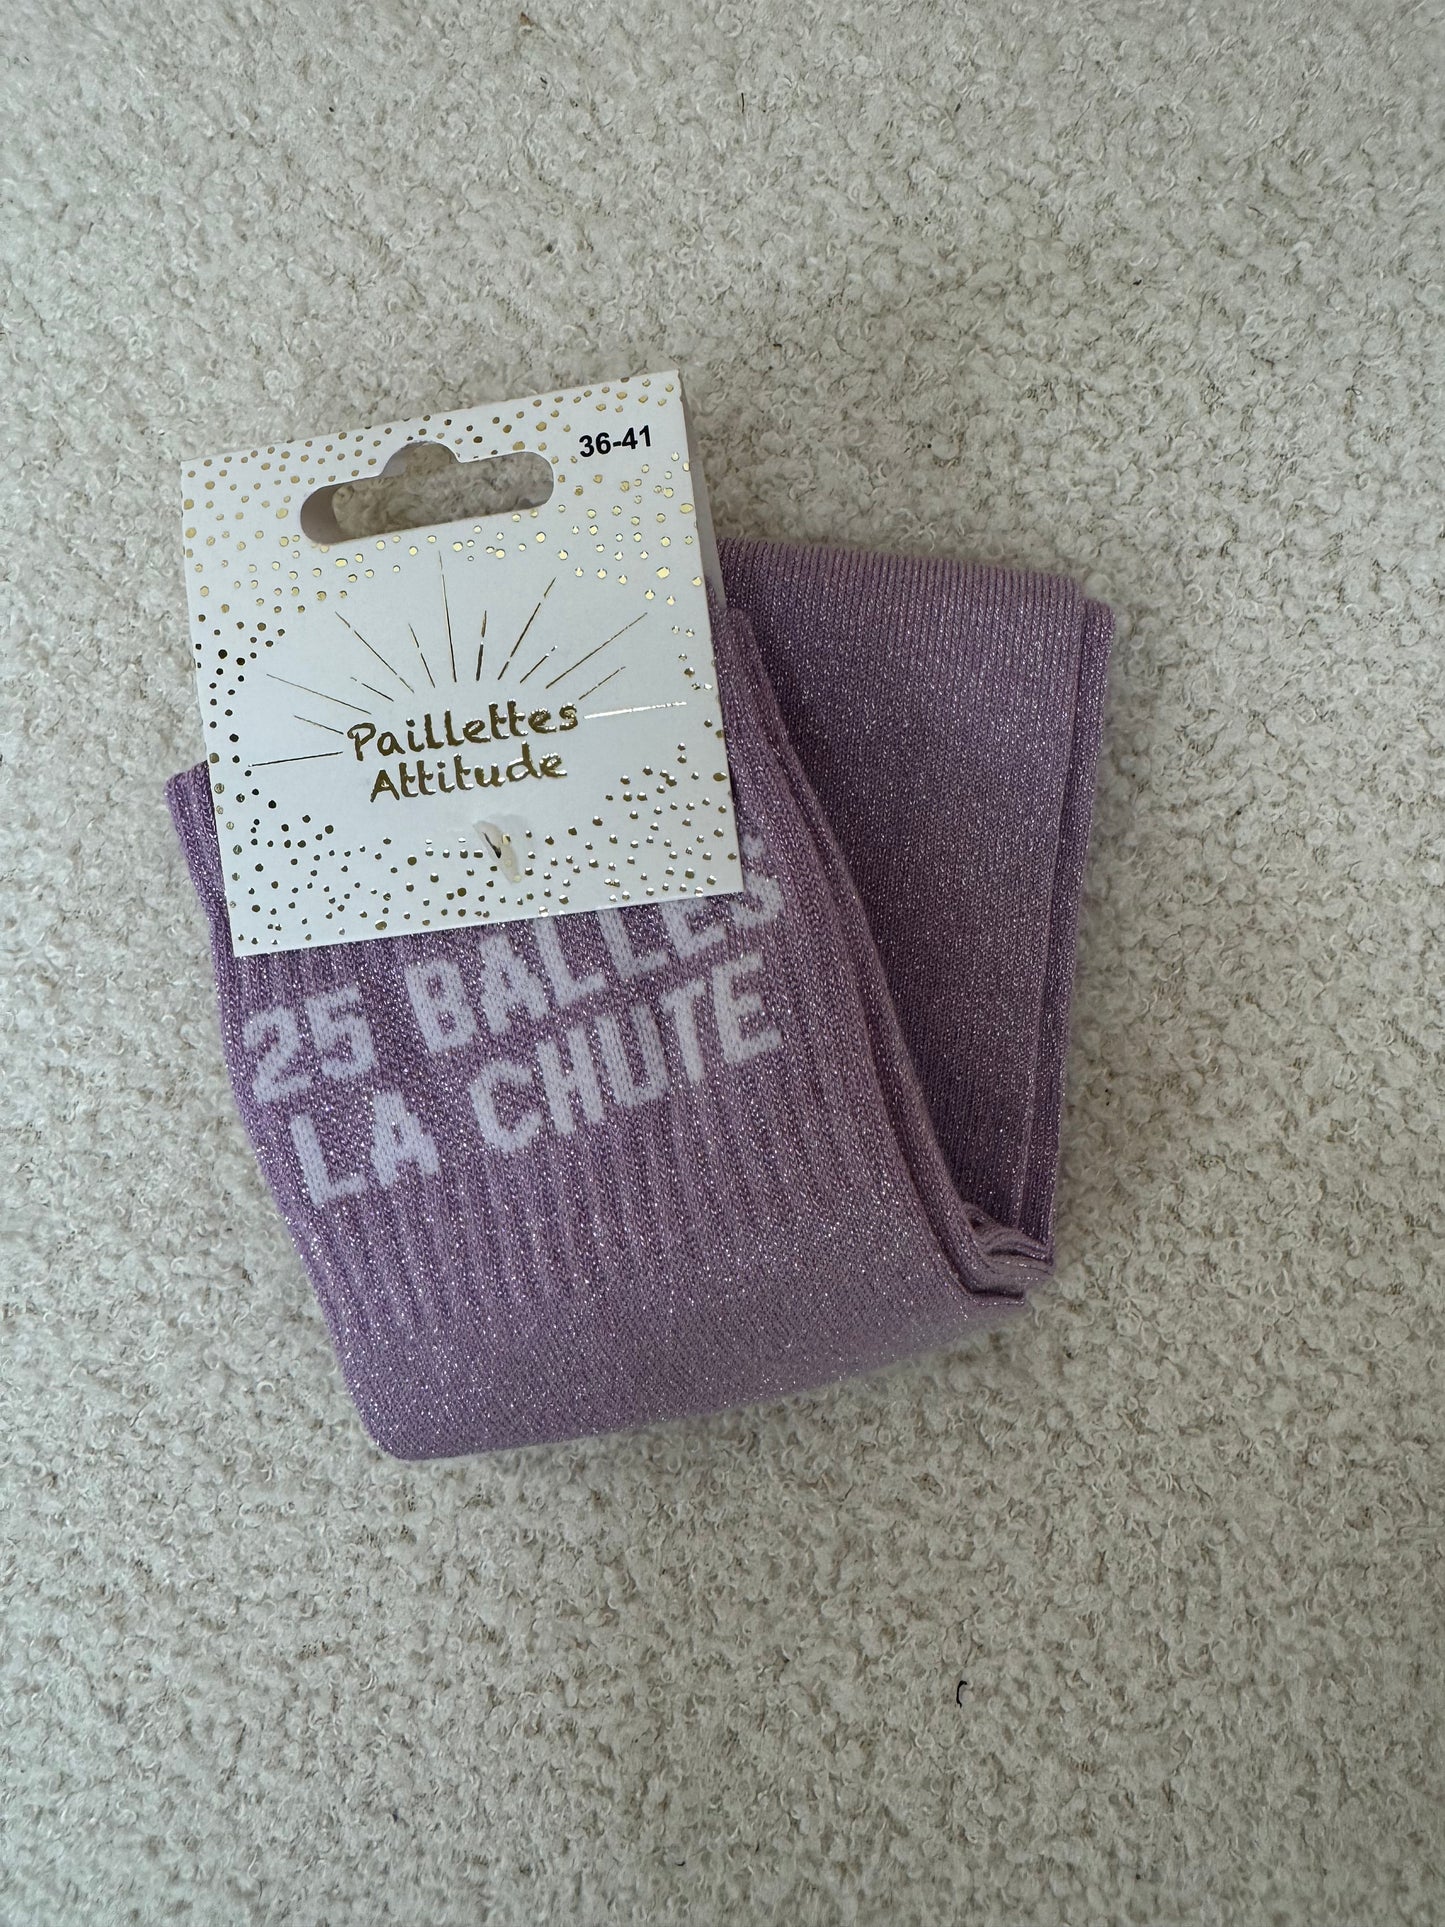 36-41
Paillettes
Attitude
25 BALLES
LA CHUTE